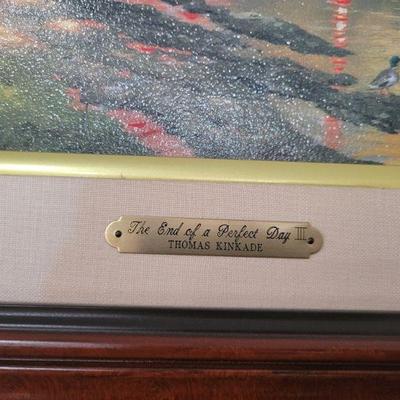 The End of a Perfect Day III
THOMAS KINKADE